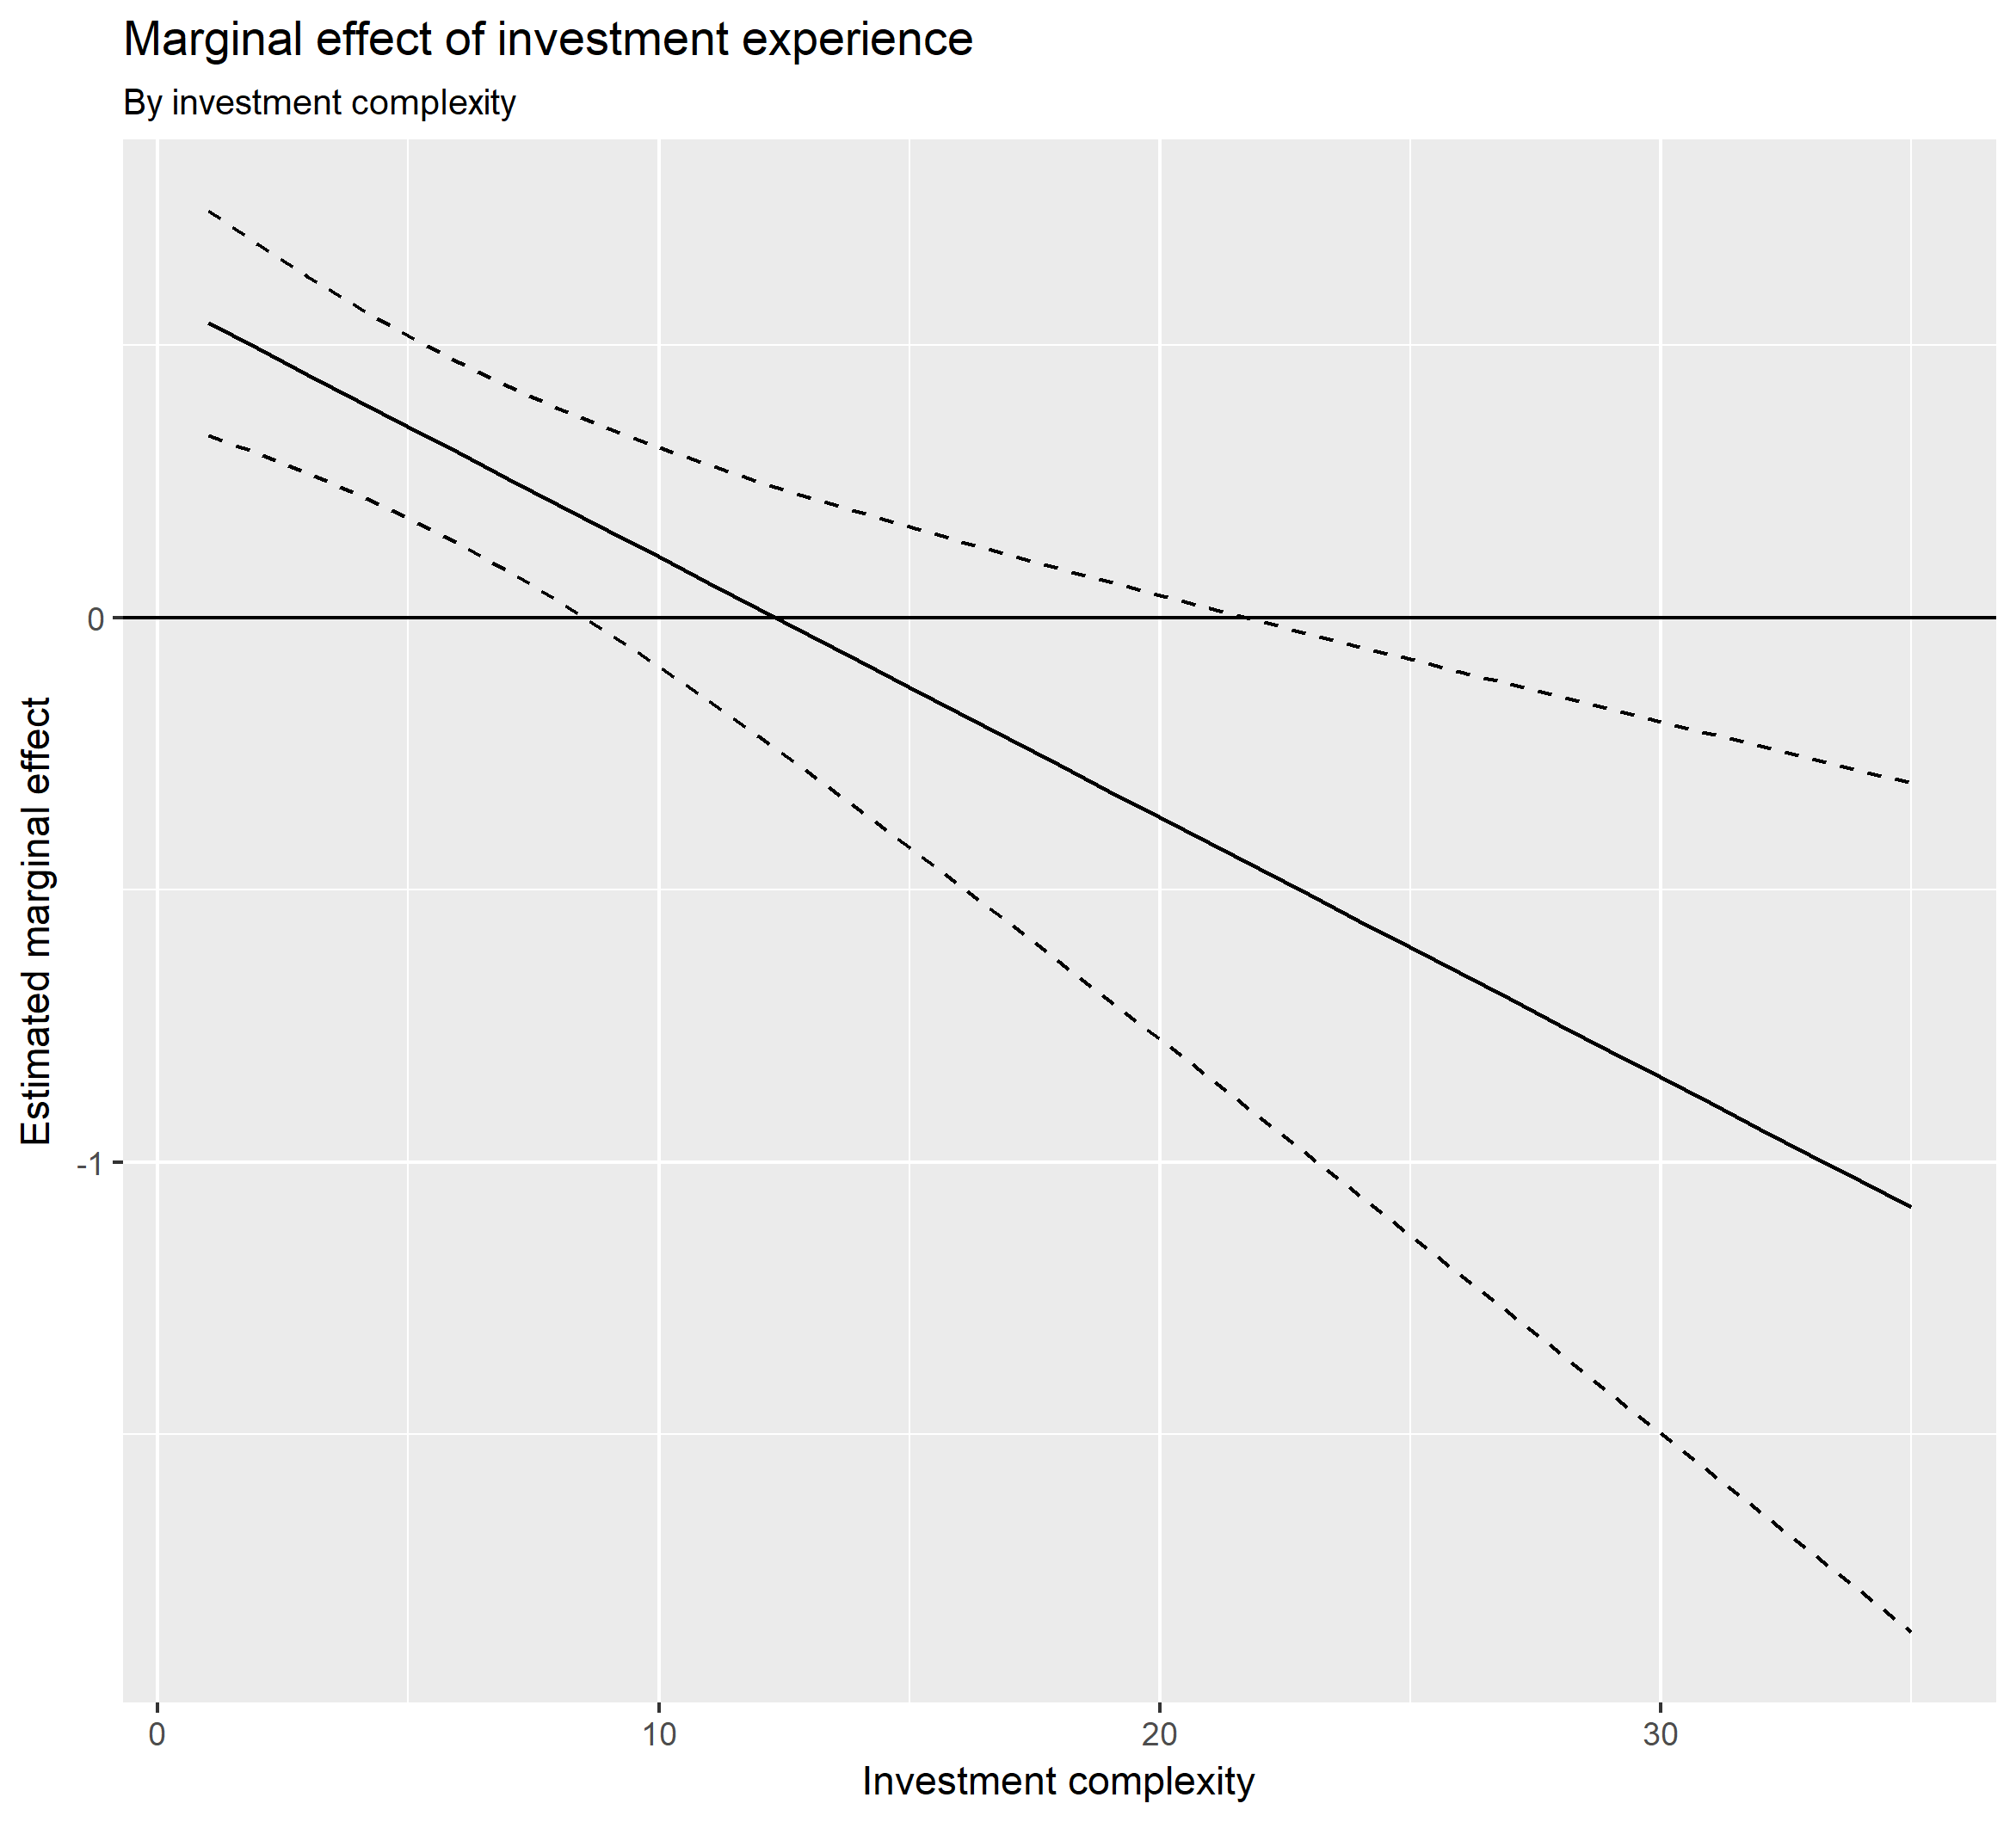 Marginal effect of investment experience
By investment complexity
Estimated marginal effect
0
-1
0
10
20
30
Investment complexity